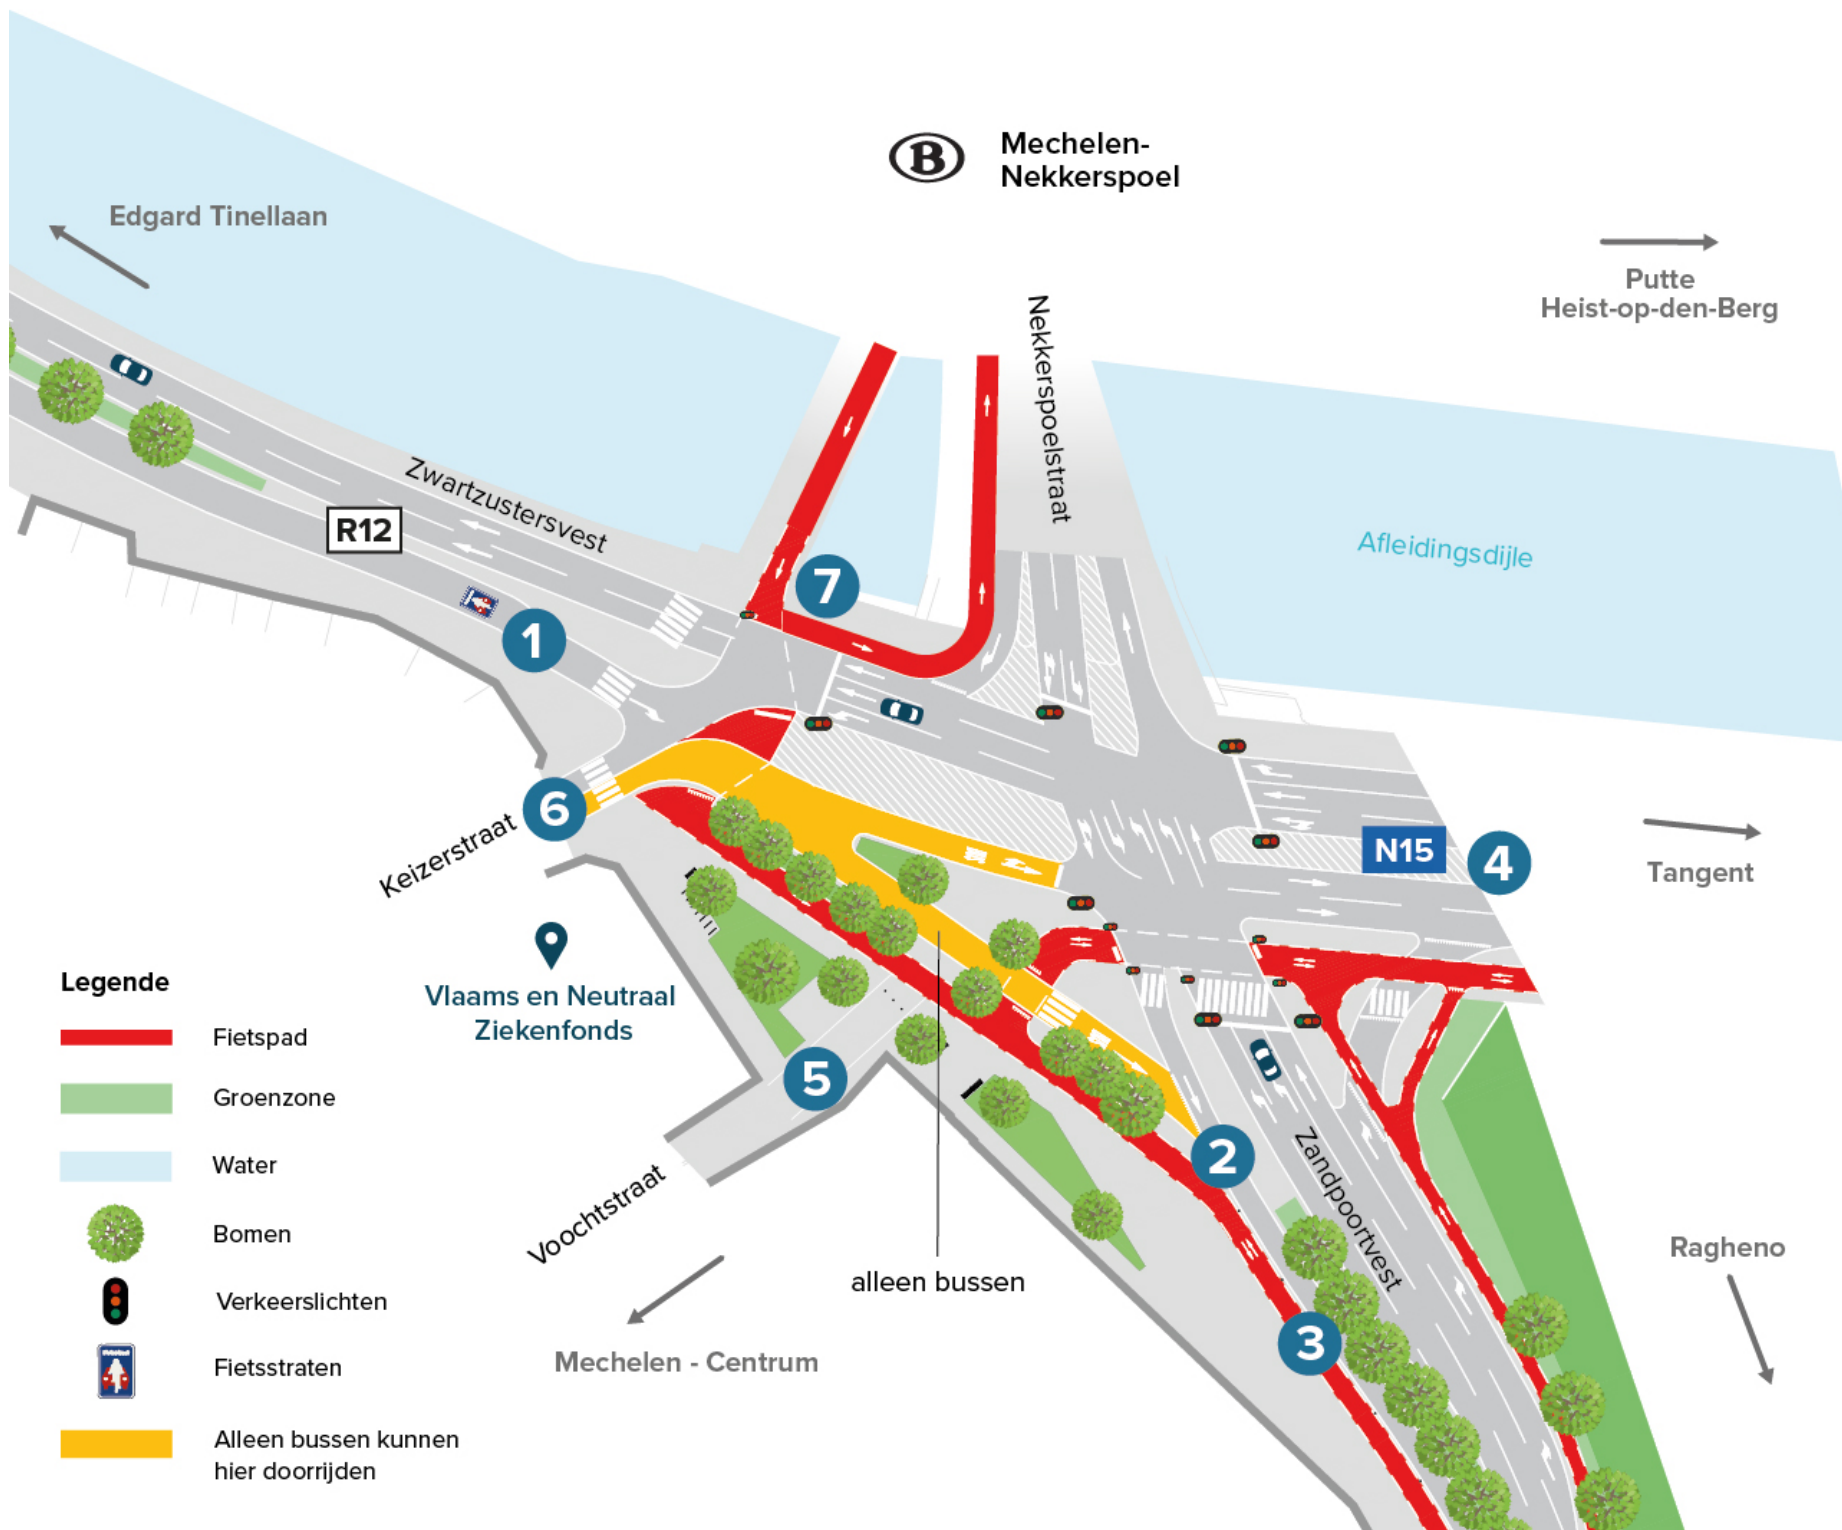 B
Mechelen-
Nekkerspoel
Edgard Tinellaan
Putte
Heist-op-den-Berg
Nekkerspoelstraat
Zwartzustersvest
R12
Afleidingsdijle
7
1
6
Keizerstraat
N15
4
Tangent
Vlaams en Neutraal
Ziekenfonds
5
2
Zandpoortvest
Voochtstraat
alleen bussen
Ragheno
3
Mechelen - Centrum
Legende
Fietspad
Groenzone
Water
Bomen
Verkeerslichten
Fietsstraten
Alleen bussen kunnen
hier doorrijden